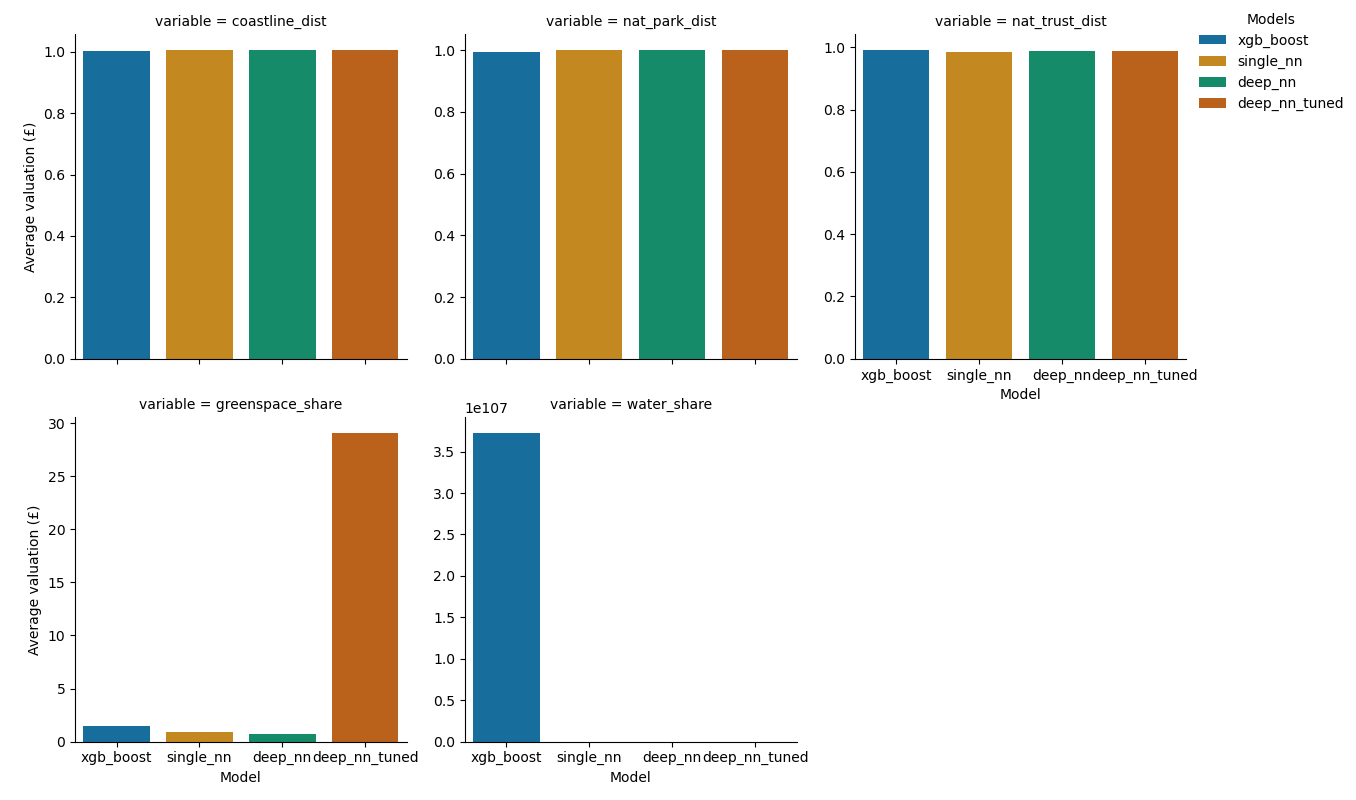 variable = coastline_dist
variable = nat_park_dist
variable = nat_trust_dist
Models
xgb_boost
single_nn
deep_nn
deep_nn_tuned
Average valuation (£)
1.0
0.8
0.6
0.4
0.2
0.0
1.0
0.8
0.6
0.4
0.2
0.0
1.0
0.8
0.6
0.4
0.2
0.0
xgb_boost single_nn deep_nn deep_nn_tuned
Model
variable = greenspace_share
Average valuation (£)
30
25
20
15
10
5
0
xgb_boost single_nn deep_nn deep_nn_tuned
Model
variable = water_share
1e107
3.5
3.0
2.5
2.0
1.5
1.0
0.5
0.0
xgb_boost single_nn deep_nn deep_nn_tuned
Model